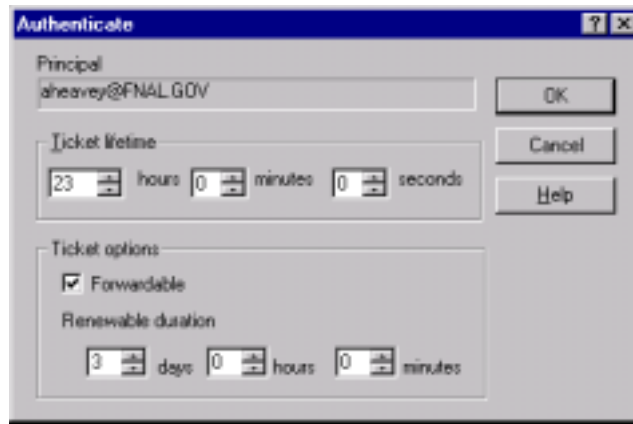 Authenticate
Principal
aheavey@FNAL.GOV
OK
Ticket lifetime
Cancel
23 hours 0 minutes 0 seconds
Help
Ticket options
Forwardable
Renewable duration
3 days 0 hours 0 minutes